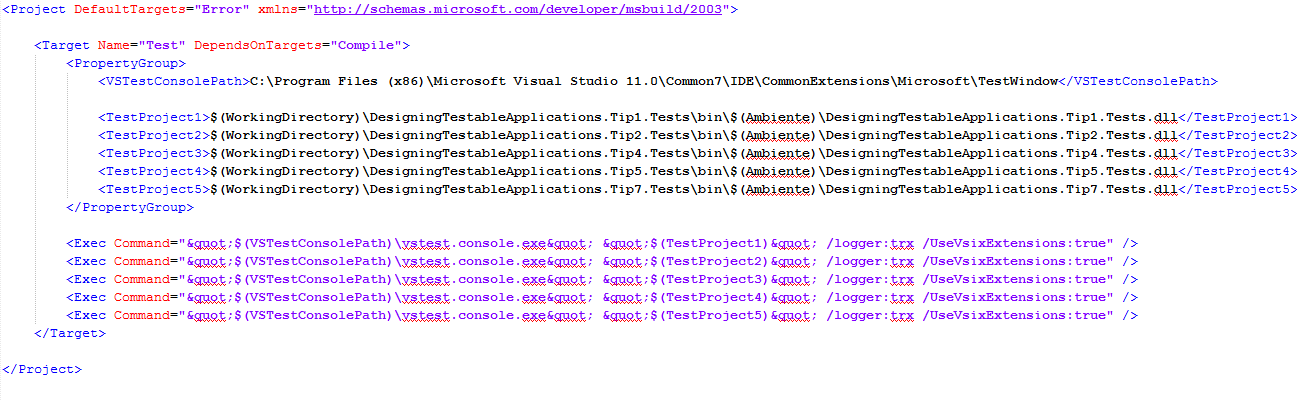 <Project DefaultTargets="Error" xmlns="http://schemas.microsoft.com/developer/msbuild/2003">
<Target Name="Test" DependsOnTargets="Compile">
<PropertyGroup>
<VSTestConsolePath>C:\Program Files (x86)\Microsoft Visual Studio 11.0\Common7\IDE\CommonExtensions\Microsoft\TestWindow</VSTestConsolePath>
<TestProject1>$(WorkingDirectory)\DesigningTestableApplications.Tip1.Tests\bin\$(Ambiente)\DesigningTestableApplications.Tip1.Tests.dll</TestProject1>
<TestProject2>$(WorkingDirectory)\DesigningTestableApplications.Tip2.Tests\bin\$(Ambiente)\DesigningTestableApplications.Tip2.Tests.dll</TestProject2>
<TestProject3>$(WorkingDirectory)\DesigningTestableApplications.Tip4.Tests\bin\$(Ambiente)\DesigningTestableApplications.Tip4.Tests.dll</TestProject3>
<TestProject4>$(WorkingDirectory)\DesigningTestableApplications.Tip5.Tests\bin\$(Ambiente)\DesigningTestableApplications.Tip5.Tests.dll</TestProject4>
<TestProject5>$(WorkingDirectory)\DesigningTestableApplications.Tip7.Tests\bin\$(Ambiente)\DesigningTestableApplications.Tip7.Tests.dll</TestProject5>
</PropertyGroup>
<Exec Command="&quot;$(VSTestConsolePath)\vstest.console.exe&quot; &quot;$(TestProject1)&quot; /logger:trx /UseVsixExtensions:true" />
<Exec Command="&quot;$(VSTestConsolePath)\vstest.console.exe&quot; &quot;$(TestProject2)&quot; /logger:trx /UseVsixExtensions:true" />
<Exec Command="&quot;$(VSTestConsolePath)\vstest.console.exe&quot; &quot;$(TestProject3)&quot; /logger:trx /UseVsixExtensions:true" />
<Exec Command="&quot;$(VSTestConsolePath)\vstest.console.exe&quot; &quot;$(TestProject4)&quot; /logger:trx /UseVsixExtensions:true" />
<Exec Command="&quot;$(VSTestConsolePath)\vstest.console.exe&quot; &quot;$(TestProject5)&quot; /logger:trx /UseVsixExtensions:true" />
</Target>
</Project>